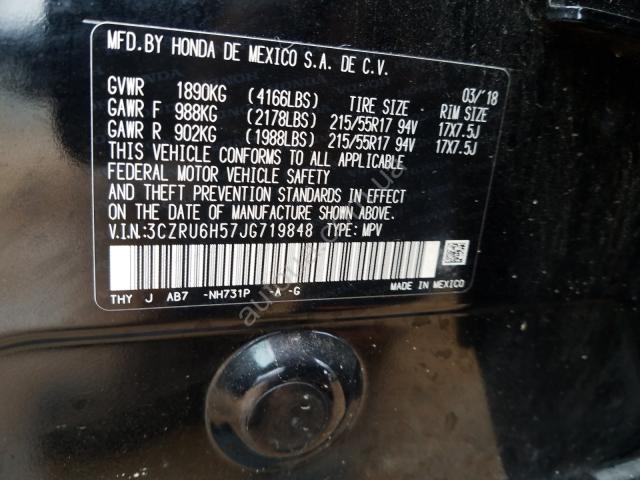 MFD.BY HONDA DE MEXICO S.A. DE C.V.
03/'18
GVWR 1890KG (4166LBS) TIRE SIZE RIM SIZE
GAWR F 988KG (2178LBS) 215/55R17 94V 17X7.5J
GAWR R 902KG (1988LBS) 215/55R17 94V 17X7.5J
THIS VEHICLE CONFORMS TO ALL APPLICABLE
FEDERAL MOTOR VEHICLE SAFETY
AND THEFT PREVENTION STANDARDS IN EFFECT
ON THE DATE OF MANUFACTURE SHOWN ABOVE.
V.I.N.:3CZRU6H57JG719848 TYPE: MPV
THY J AB7 -NH731P -A -G
MADE IN MEXICO